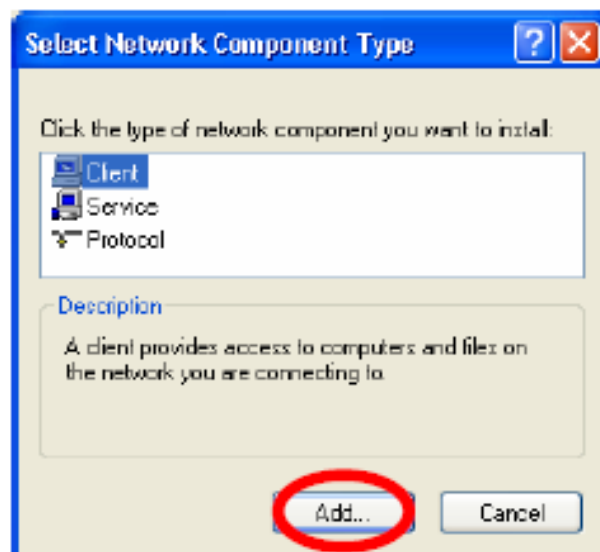 Select Network Component Type
?
Click the type of network component you want to install:
Client
Service
Protocol
Description
A client provides access to computers and files on
the network you are connecting to.
Add...
Cancel